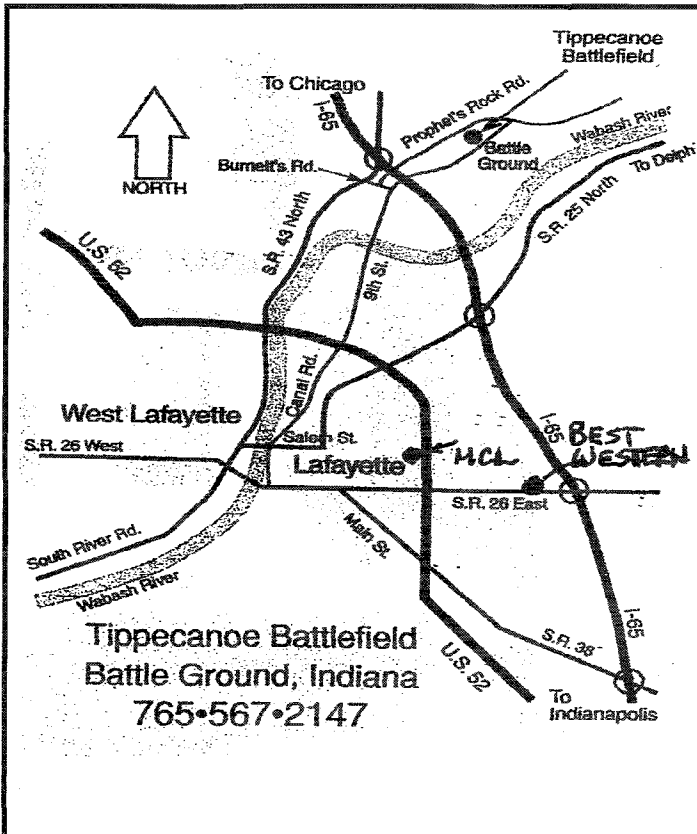 Tippecanoe
Battlefield
To Chicago
I-65
Prophet's Rock Rd.
Wabash River
Battle
Ground
To Delphi
Burnett's Rd.
NORTH
S.R. 43 North
S.R. 25 North
U.S. 52
9th St.
Canal Rd.
West Lafayette
Salem St.
I-65
BEST
WESTERN
S.R. 26 West
Lafayette
MCL
S.R. 26 East
Main St.
South River Rd.
Wabash River
I-65
S.R. 38
U.S. 52
Tippecanoe Battlefield
Battle Ground, Indiana
765•567•2147
To
Indianapolis